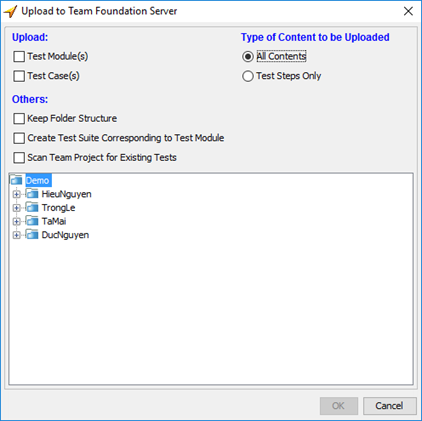 Upload to Team Foundation Server
Upload:
Type of Content to be Uploaded
Test Module(s)
All Contents
Test Case(s)
Test Steps Only
Others:
Keep Folder Structure
Create Test Suite Corresponding to Test Module
Scan Team Project for Existing Tests
Demo
HieuNguyen
TrongLe
TaMai
DucNguyen
OK
Cancel